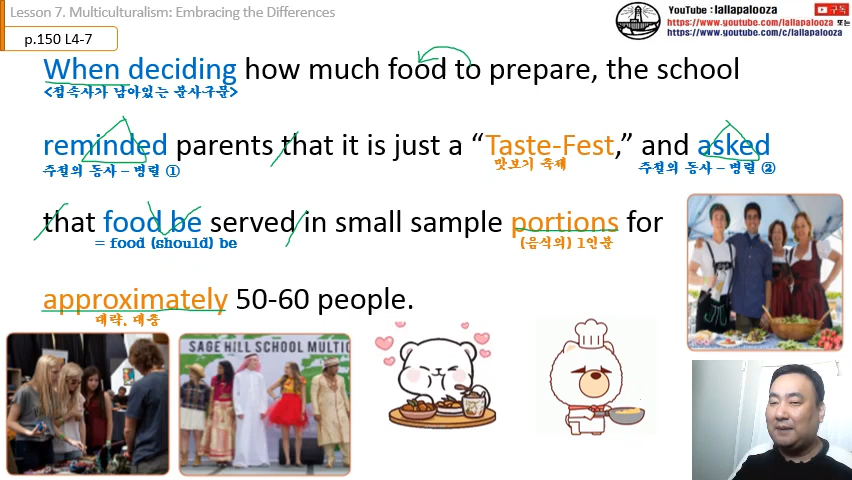 Lesson 7. Multiculturalism: Embracing the Differences
YouTube : lallapalooza
구독
https://www.youtube.com/lallapalooza 또는
https://www.youtube.com/c/lallapalooza
p.150 L4-7
When deciding how much food to prepare, the school
<접속사가 남아있는 분사구문>
reminded parents that it is just a “Taste-Fest,” and asked
주절의 동사 – 병렬 ① 맛보기 축제 주절의 동사 – 병렬 ②
that food be served in small sample portions for
= food (should) be (음식의) 1인분
approximately 50-60 people.
대략, 대충
SAGE HILL SCHOOL MULTIC